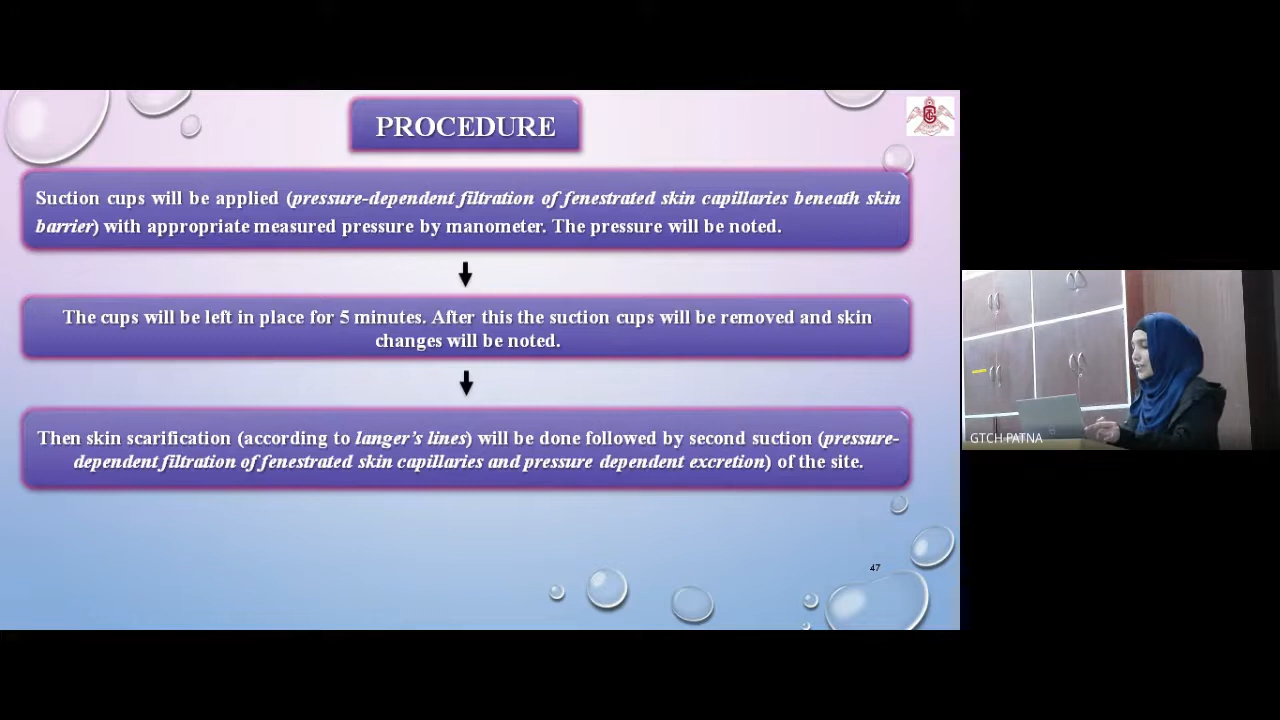 PROCEDURE
Suction cups will be applied (pressure-dependent filtration of fenestrated skin capillaries beneath skin
barrier) with appropriate measured pressure by manometer. The pressure will be noted.
The cups will be left in place for 5 minutes. After this the suction cups will be removed and skin
changes will be noted.
Then skin scarification (according to langer's lines) will be done followed by second suction (pressure-
dependent filtration of fenestrated skin capillaries and pressure dependent excretion) of the site.
47
GTCH-PATNA